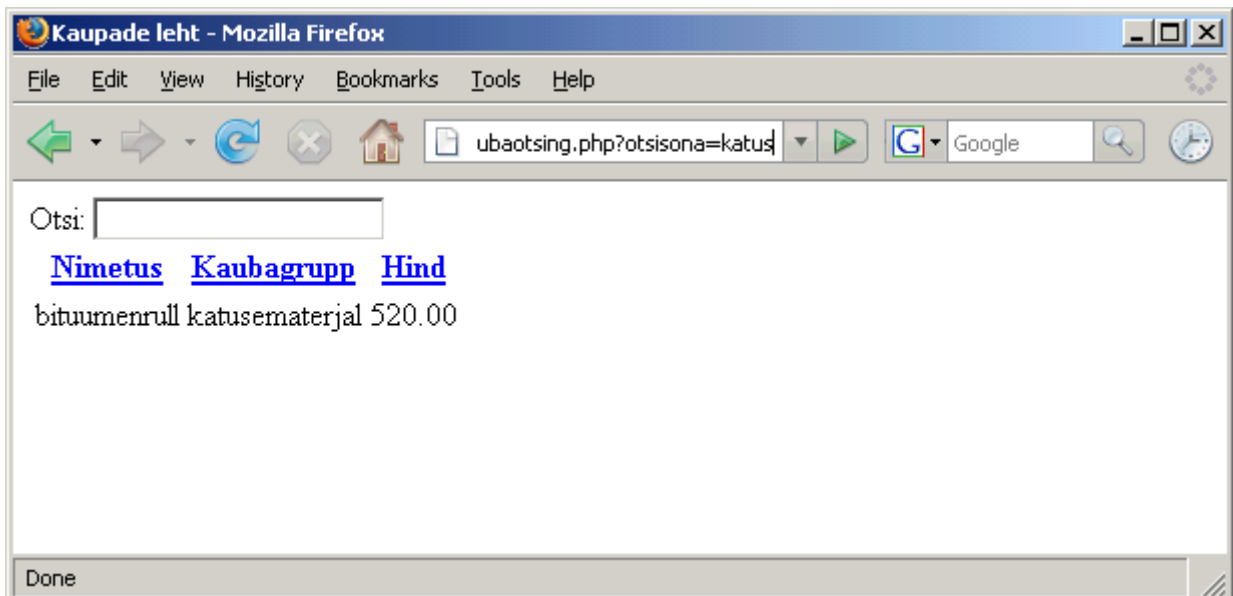 Kaupade leht - Mozilla Firefox
File Edit View History Bookmarks Tools Help
ubaotsing.php?otsisona=katus G Google
Otsi:
Nimetus Kaubagrupp Hind
bituumenrull katusematerjal 520.00
Done